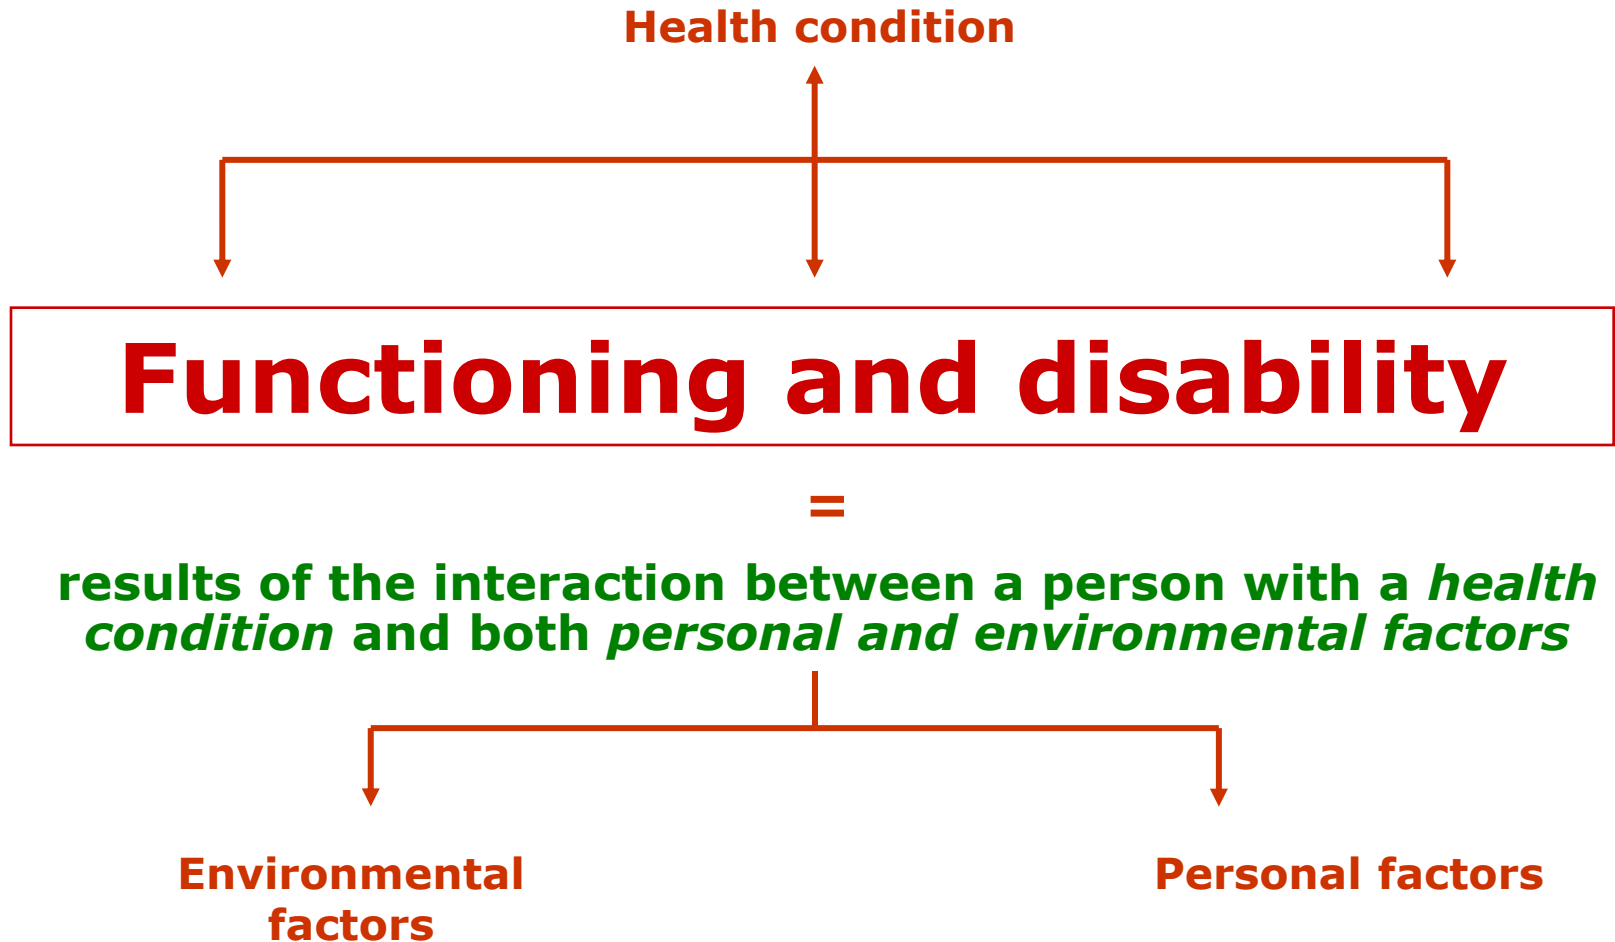 Health condition
Functioning and disability
=
results of the interaction between a person with a health
condition and both personal and environmental factors
Environmental
factors
Personal factors